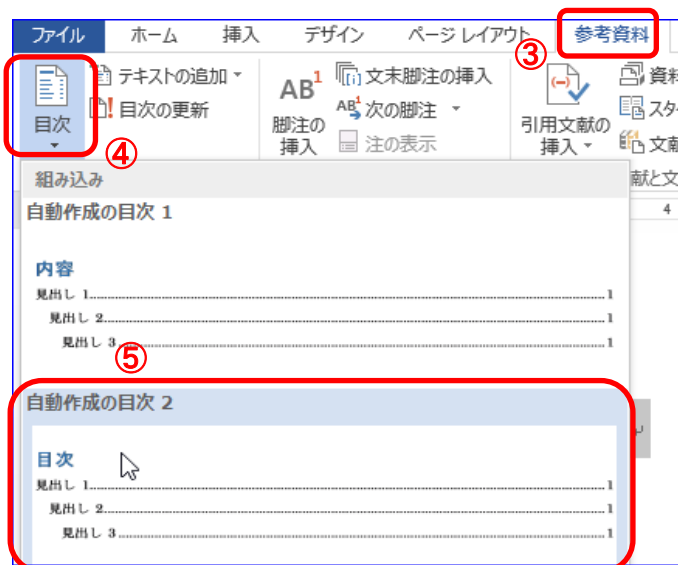 ファイル ホーム 挿入 デザイン ページ レイアウト 参考資料
③
目次
テキストの追加
目次の更新
④
AB1
脚注の
挿入
文末脚注の挿入
AB1 次の脚注
注の表示
引用文献の
挿入
資料
スタ
文献
献と文
4
組み込み
自動作成の目次 1
内容
見出し 1.....1
見出し 2.....1
見出し 3.....1
⑤
自動作成の目次 2
目次
見出し 1.....1
見出し 2.....1
見出し 3.....1